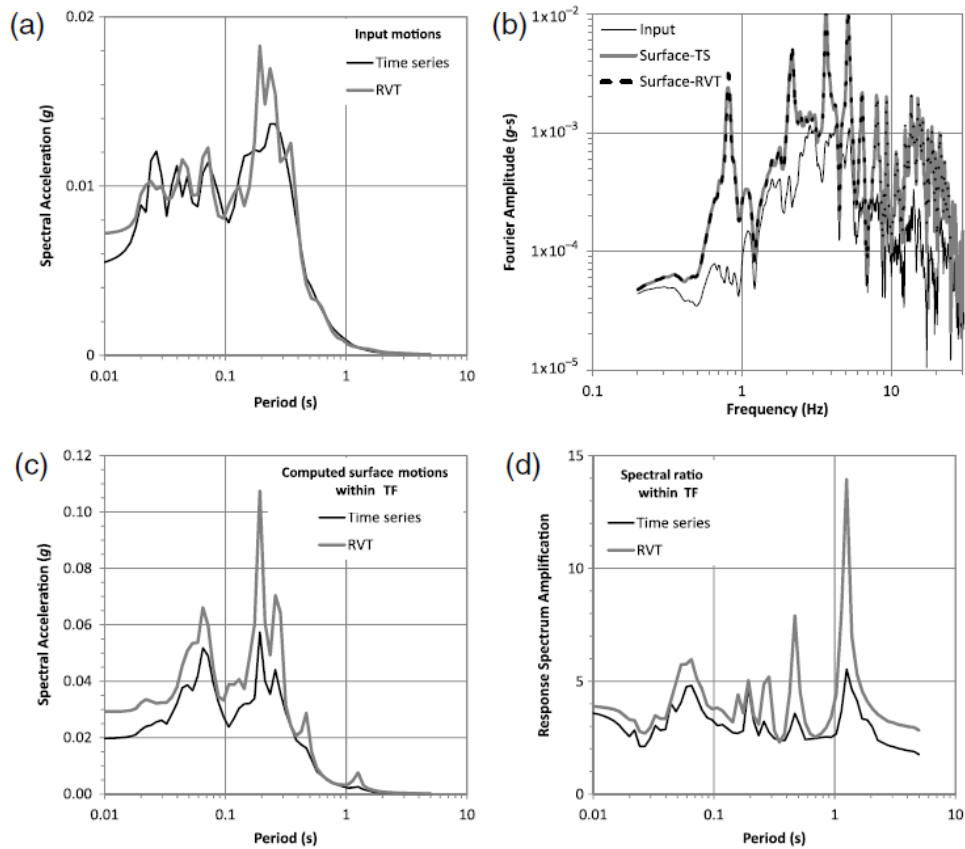 (a)
0.02
0.01
0
Spectral Acceleration (g)
Input motions
Time series
RVT
0.01
0.1
1
10
Period (s)
(b)
1x10⁻²
1x10⁻³
1x10⁻⁴
1x10⁻⁵
Fourier Amplitude (g-s)
Input
Surface-TS
Surface-RVT
0.1
1
10
Frequency (Hz)
(c)
0.12
0.10
0.08
0.06
0.04
0.02
0.00
Spectral Acceleration (g)
Computed surface motions
within TF
Time series
RVT
0.01
0.1
1
10
Period (s)
(d)
15
10
5
0
Response Spectrum Amplification
Spectral ratio
within TF
Time series
RVT
0.01
0.1
1
10
Period (s)